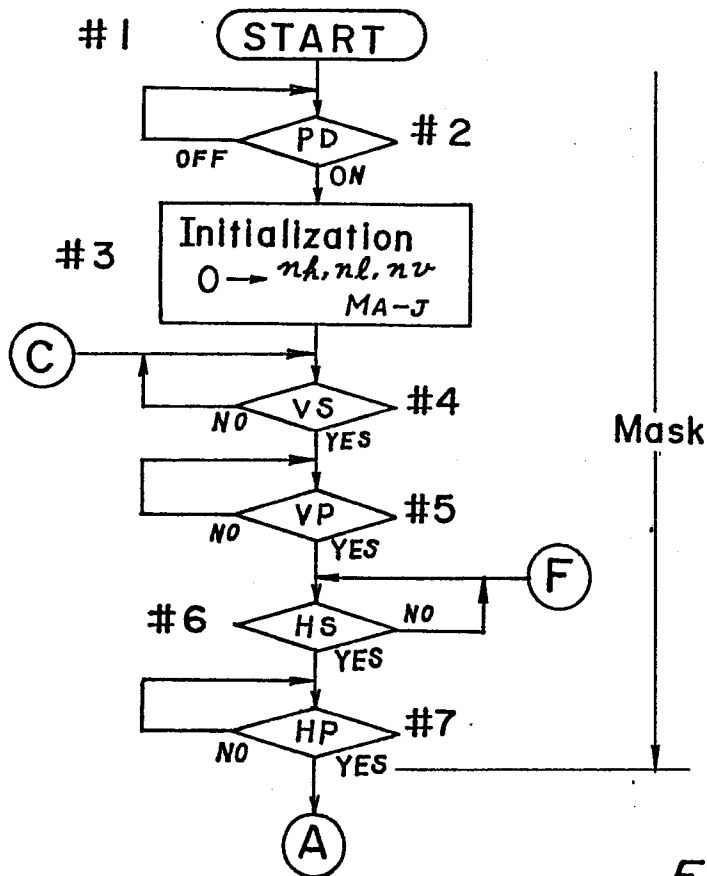 #1 START
PD #2
OFF
ON
Initialization
#3
0 → nh, nl, nv
MA-J
C
VS #4
NO
YES
Mask
VP #5
NO
YES
F
#6 HS NO
YES
HP #7
NO
YES
A